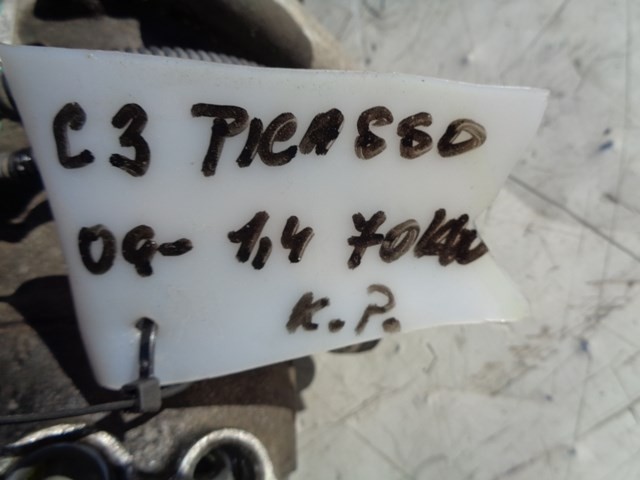 C3 PICASSO
09- 1,4 70kW
K.P.